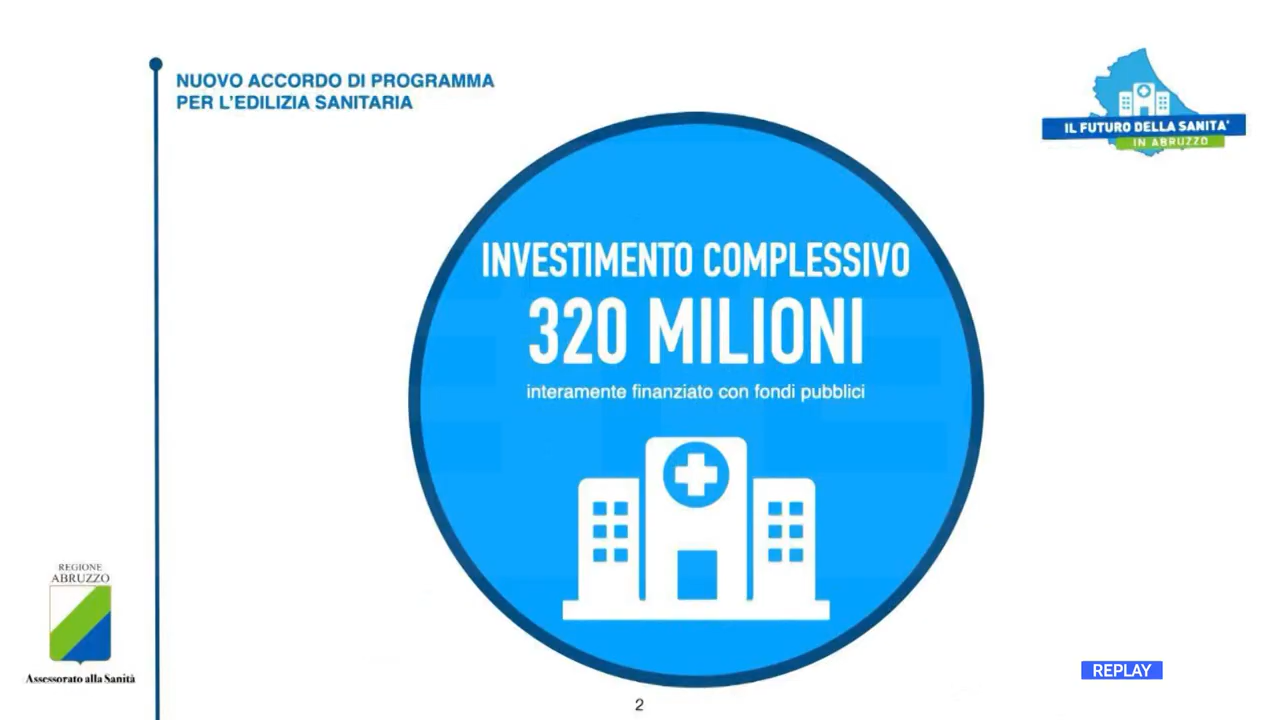 NUOVO ACCORDO DI PROGRAMMA
PER L'EDILIZIA SANITARIA
IL FUTURO DELLA SANITA'
IN ABRUZZO
INVESTIMENTO COMPLESSIVO
320 MILIONI
interamente finanziato con fondi pubblici
REGIONE
ABRUZZO
Assessorato alla Sanità
REPLAY
2